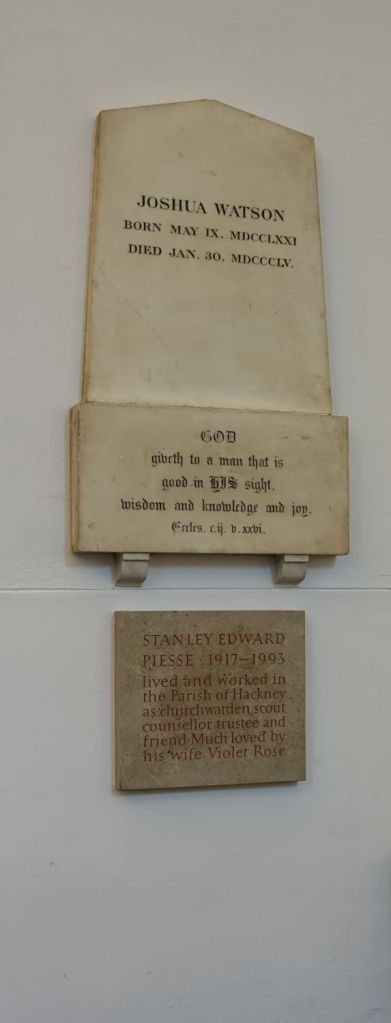 JOSHUA WATSON
BORN MAY IX. MDCCLXXI
DIED JAN. 30. MDCCCLV.
GOD
giveth to a man that is
good in HIS sight,
wisdom and knowledge and joy.
Eccles. c.ij. v.xxvi.
STANLEY EDWARD
PIESSE : 1917–1993
lived and worked in
the Parish of Hackney
as churchwarden scout
counsellor trustee and
friend Much loved by
his wife Violet Rose